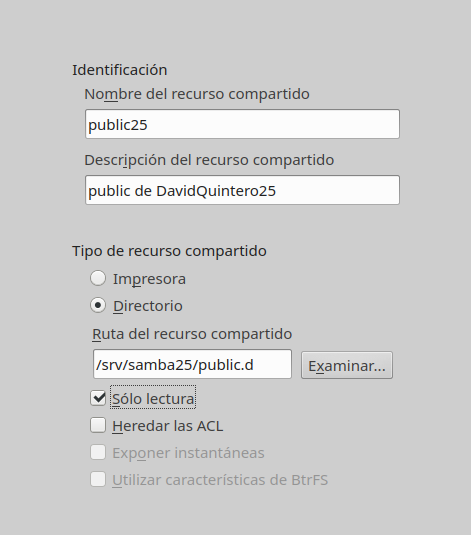 Identificación
Nombre del recurso compartido
public25
Descripción del recurso compartido
public de DavidQuintero25
Tipo de recurso compartido
Impresora
Directorio
Ruta del recurso compartido
/srv/samba25/public.d Examinar...
Sólo lectura
Heredar las ACL
Exponer instantáneas
Utilizar características de BtrFS